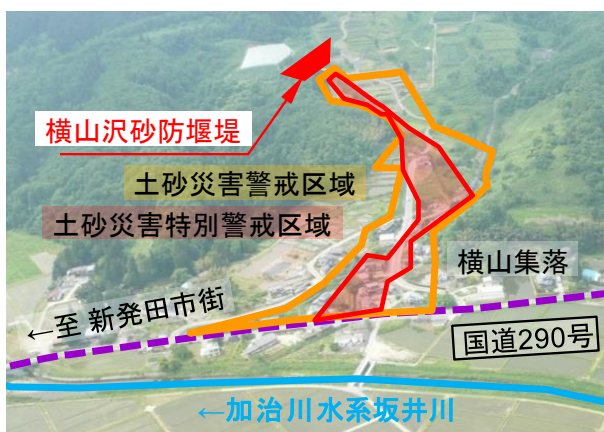 横山沢砂防堰堤
土砂災害警戒区域
土砂災害特別警戒区域
横山集落
←至 新発田市街
国道290号
←加治川水系坂井川